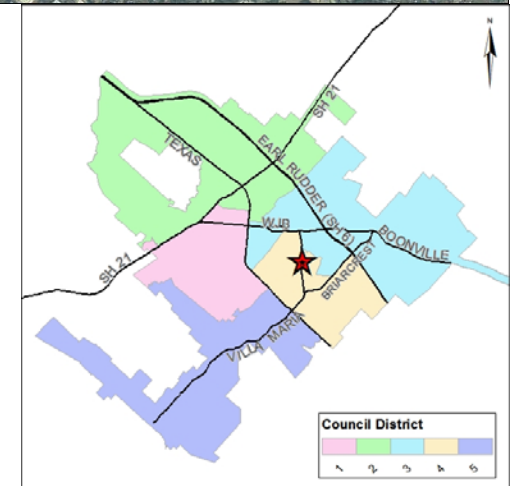 N
SH 21
TEXAS
EARL RUDDER (SH 6)
WJB
BOONVILLE
SH 21
BRIARCREST
VILLA MARIA
Council District
1 2 3 4 5